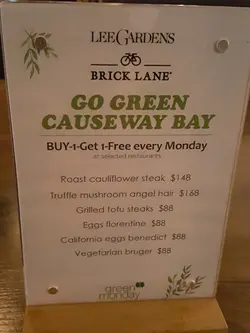 LEE GARDENS
BRICK LANE
GO GREEN
CAUSEWAY BAY
BUY-1-Get 1-Free every Monday
at selected restaurants
Roast cauliflower steak $148
Truffle mushroom angel hair $168
Grilled tofu steaks $88
Eggs florentine $88
California eggs benedict $88
Vegetarian bruger $88
green
monday